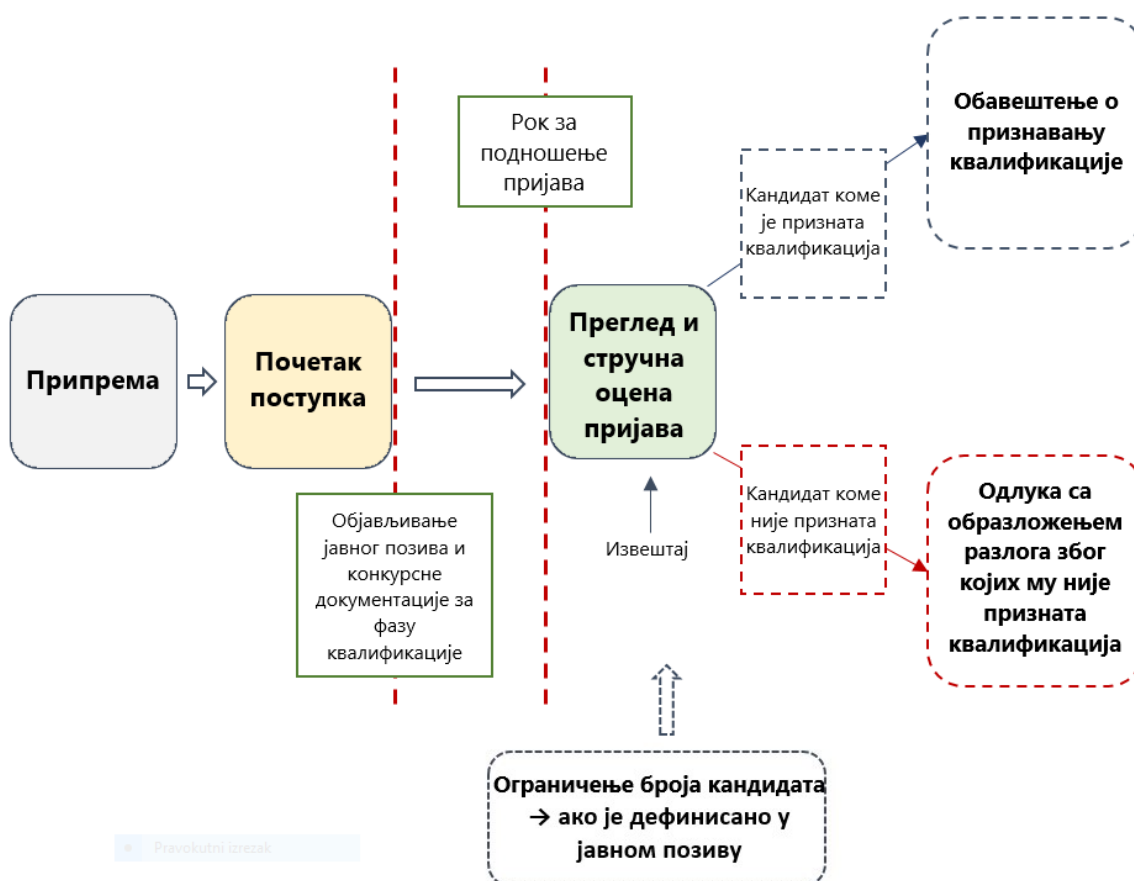 Обавештење о
признавању
квалификације
Рок за
подношење
пријава
Кандидат коме
је призната
квалификација
Припрема
Почетак
поступка
Преглед и
стручна
оцена
пријава
Објављивање
јавног позива и
конкурсне
документације за
фазу
квалификације
Извештај
Кандидат коме
није призната
квалификација
Одлука са
образложењем
разлога због
којих му није
призната
квалификација
Ограничење броја кандидата
→ ако је дефинисано у
јавном позиву
Pravokutni izrezak